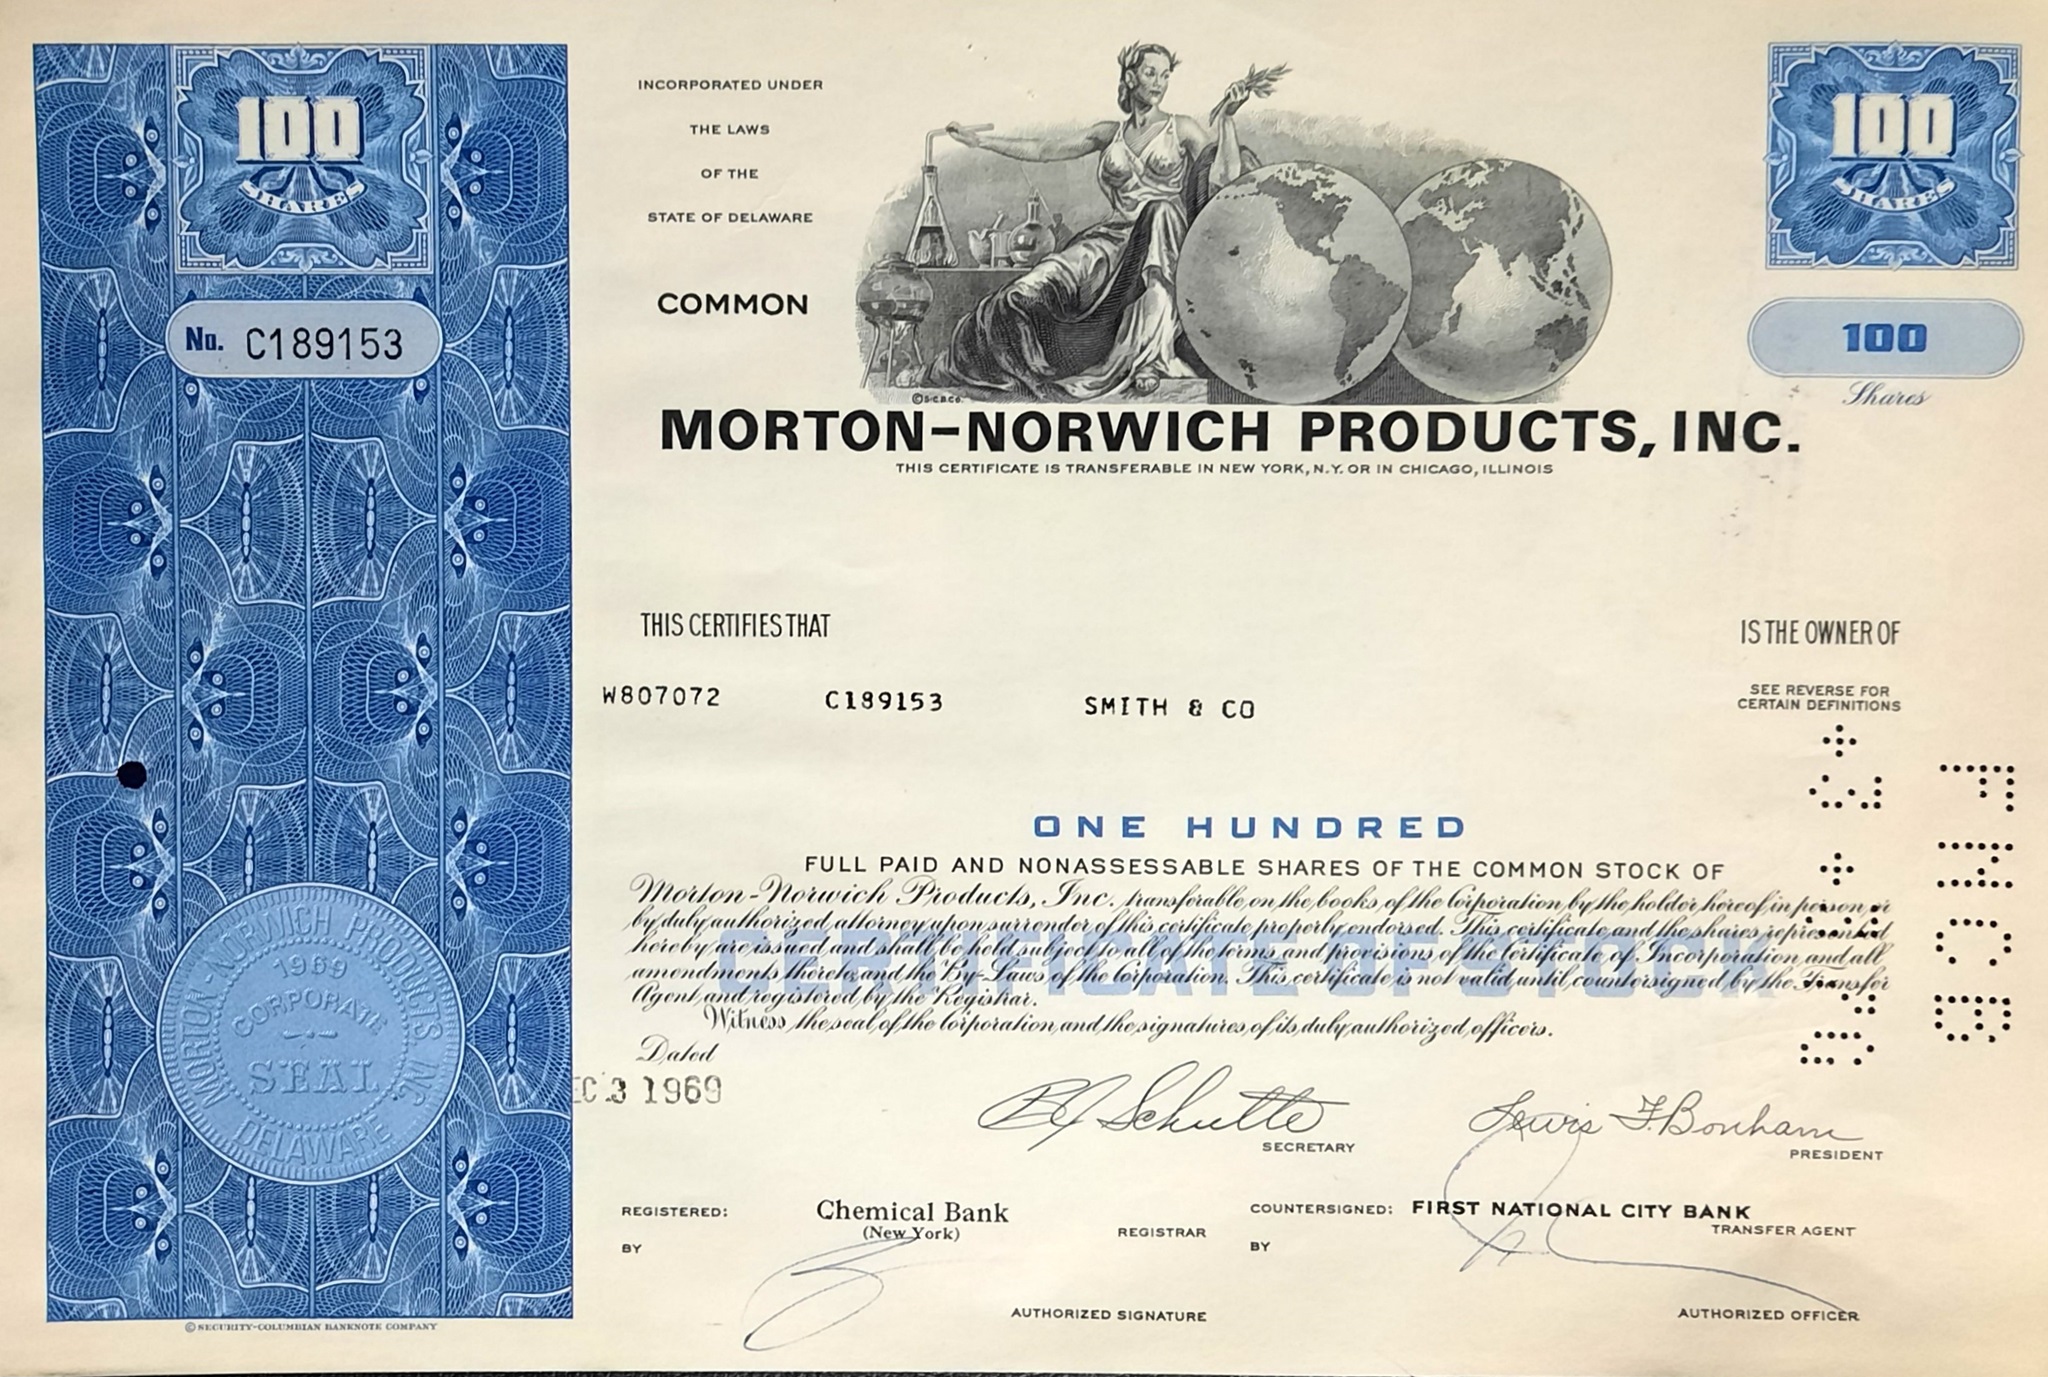 100
SHARES
No. C189153
INCORPORATED UNDER
THE LAWS
OF THE
STATE OF DELAWARE
COMMON
©S.C.B.CO.
100
SHARES
100
Shares
MORTON-NORWICH PRODUCTS, INC.
THIS CERTIFICATE IS TRANSFERABLE IN NEW YORK, N.Y. OR IN CHICAGO, ILLINOIS
THIS CERTIFIES THAT
IS THE OWNER OF
SEE REVERSE FOR
CERTAIN DEFINITIONS
W807072 C189153 SMITH & CO
ONE HUNDRED
FULL PAID AND NONASSESSABLE SHARES OF THE COMMON STOCK OF
CERTIFICATE OF STOCK
Morton-Norwich Products, Inc. transferable on the books of the Corporation by the holder hereof in person or
by duly authorized attorney upon surrender of this certificate properly endorsed. This certificate and the shares represented
hereby are issued and shall be held subject to all of the terms and provisions of the Certificate of Incorporation and all
amendments thereto, and the By-Laws of the Corporation. This certificate is not valid until countersigned by the Transfer
Agent and registered by the Registrar.
Witness the seal of the Corporation and the signatures of its duly authorized officers.
Dated
EC 3 1969
MORTON-NORWICH PRODUCTS, INC.
1969
CORPORATE
SEAL
DELAWARE
B J Schutte
SECRETARY
Lewis F. Bonham
PRESIDENT
REGISTERED: Chemical Bank
(New York)
REGISTRAR
BY
AUTHORIZED SIGNATURE
COUNTERSIGNED: FIRST NATIONAL CITY BANK
TRANSFER AGENT
BY
AUTHORIZED OFFICER
©SECURITY-COLUMBIAN BANKNOTE COMPANY